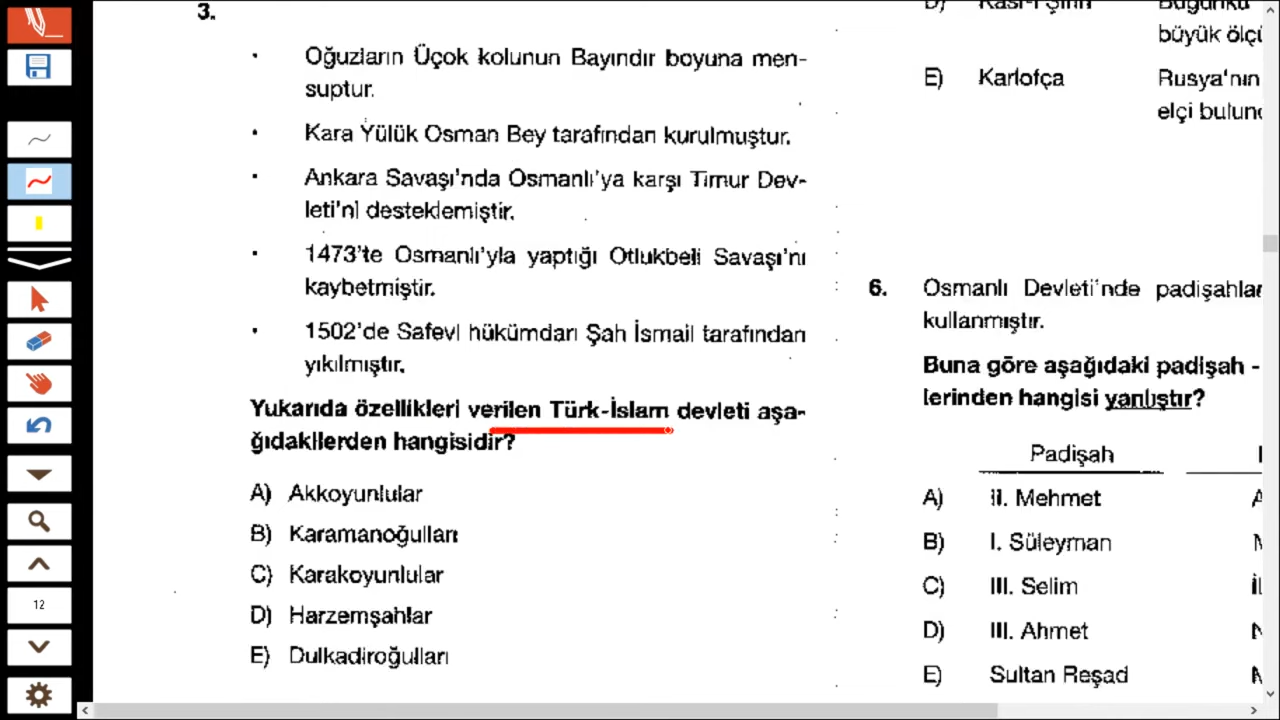 3.
• Oğuzların Üçok kolunun Bayındır boyuna men-
suptur.
• Kara Yülük Osman Bey tarafından kurulmuştur.
• Ankara Savaşı'nda Osmanlı'ya karşı Timur Dev-
leti'ni desteklemiştir.
• 1473'te Osmanlı'yla yaptığı Otlukbeli Savaşı'nı
kaybetmiştir.
• 1502'de Safevi hükümdarı Şah İsmail tarafından
yıkılmıştır.
Yukarıda özellikleri verilen Türk-İslam devleti aşa-
ğıdakilerden hangisidir?
A) Akkoyunlular
B) Karamanoğulları
C) Karakoyunlular
D) Harzemşahlar
E) Dulkadiroğulları
büyük ölçü
E) Karlofça Rusya'nın
elçi bulun
6. Osmanlı Devleti'nde padişahlar
kullanmıştır.
Buna göre aşağıdaki padişah -
lerinden hangisi yanlıştır?
Padişah
A) II. Mehmet
B) I. Süleyman
C) III. Selim
D) III. Ahmet
E) Sultan Reşad
12